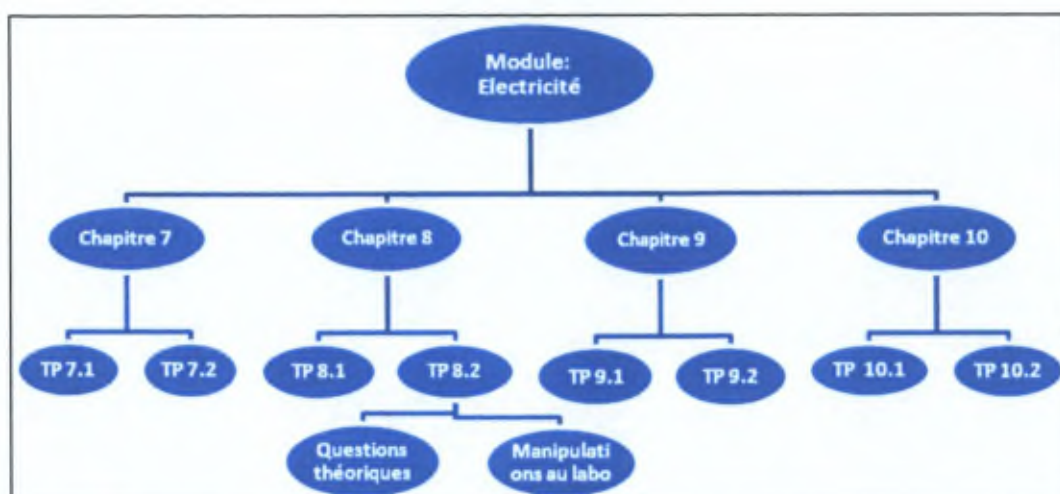 Module:
Electricité
Chapitre 7
Chapitre 8
Chapitre 9
Chapitre 10
TP 7.1
TP 7.2
TP 8.1
TP 8.2
TP 9.1
TP 9.2
TP 10.1
TP 10.2
Questions
théoriques
Manipulati
ons au labo